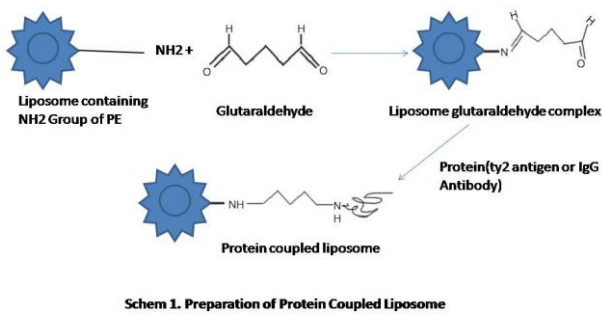 H
H
NH2 +
O
O
H
N
H
O
Liposome containing
NH2 Group of PE
Glutaraldehyde
Liposome glutaraldehyde complex
Protein(ty2 antigen or IgG
Antibody)
NH
N
H
Protein coupled liposome
Schem 1. Preparation of Protein Coupled Liposome